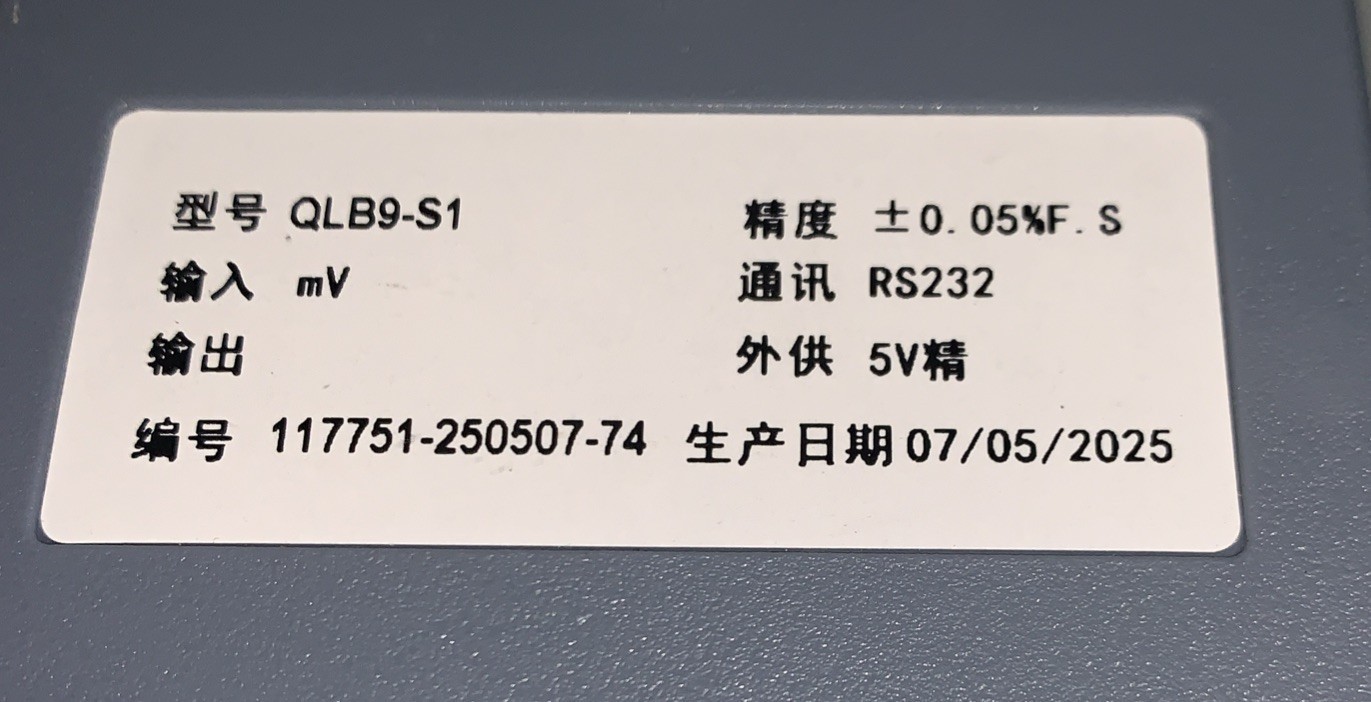 型号 QLB9-S1 精度 ±0.05%F.S
输入 mV 通讯 RS232
输出 外供 5V精
编号 117751-250507-74 生产日期 07/05/2025